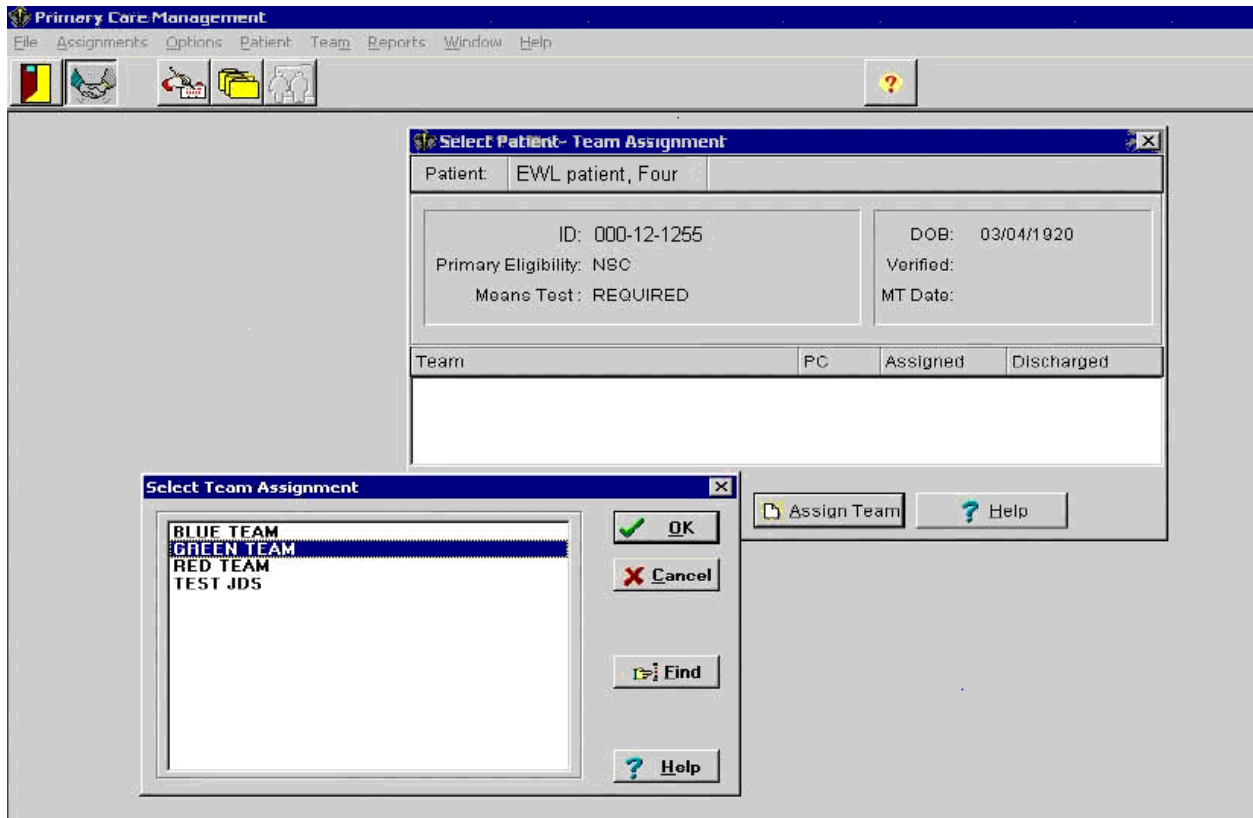 Primary Care Management
File Assignments Options Patient Team Reports Window Help
Select Patient- Team Assignment
Patient: EWL patient, Four
ID: 000-12-1255
DOB: 03/04/1920
Primary Eligibility: NSC
Verified:
Means Test: REQUIRED
MT Date:
Team PC Assigned Discharged
Select Team Assignment
BLUE TEAM
GREEN TEAM
RED TEAM
TEST JDS
OK
Cancel
Find
Help
Assign Team
Help